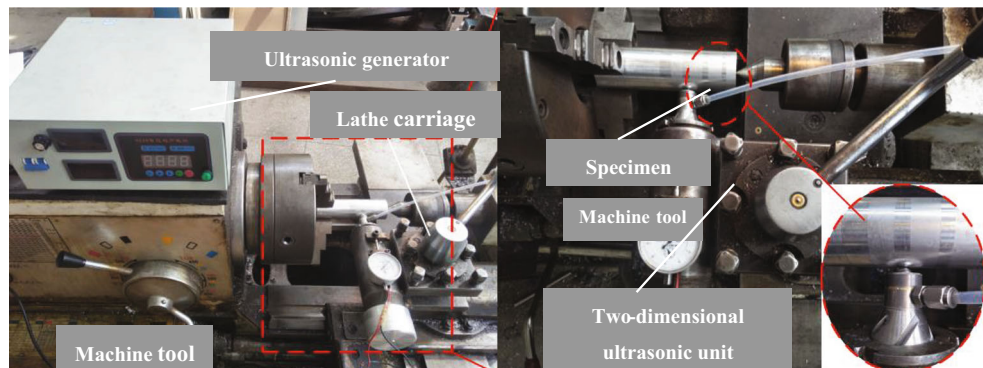 Ultrasonic generator
Lathe carriage
Machine tool
Specimen
Machine tool
Two-dimensional
ultrasonic unit